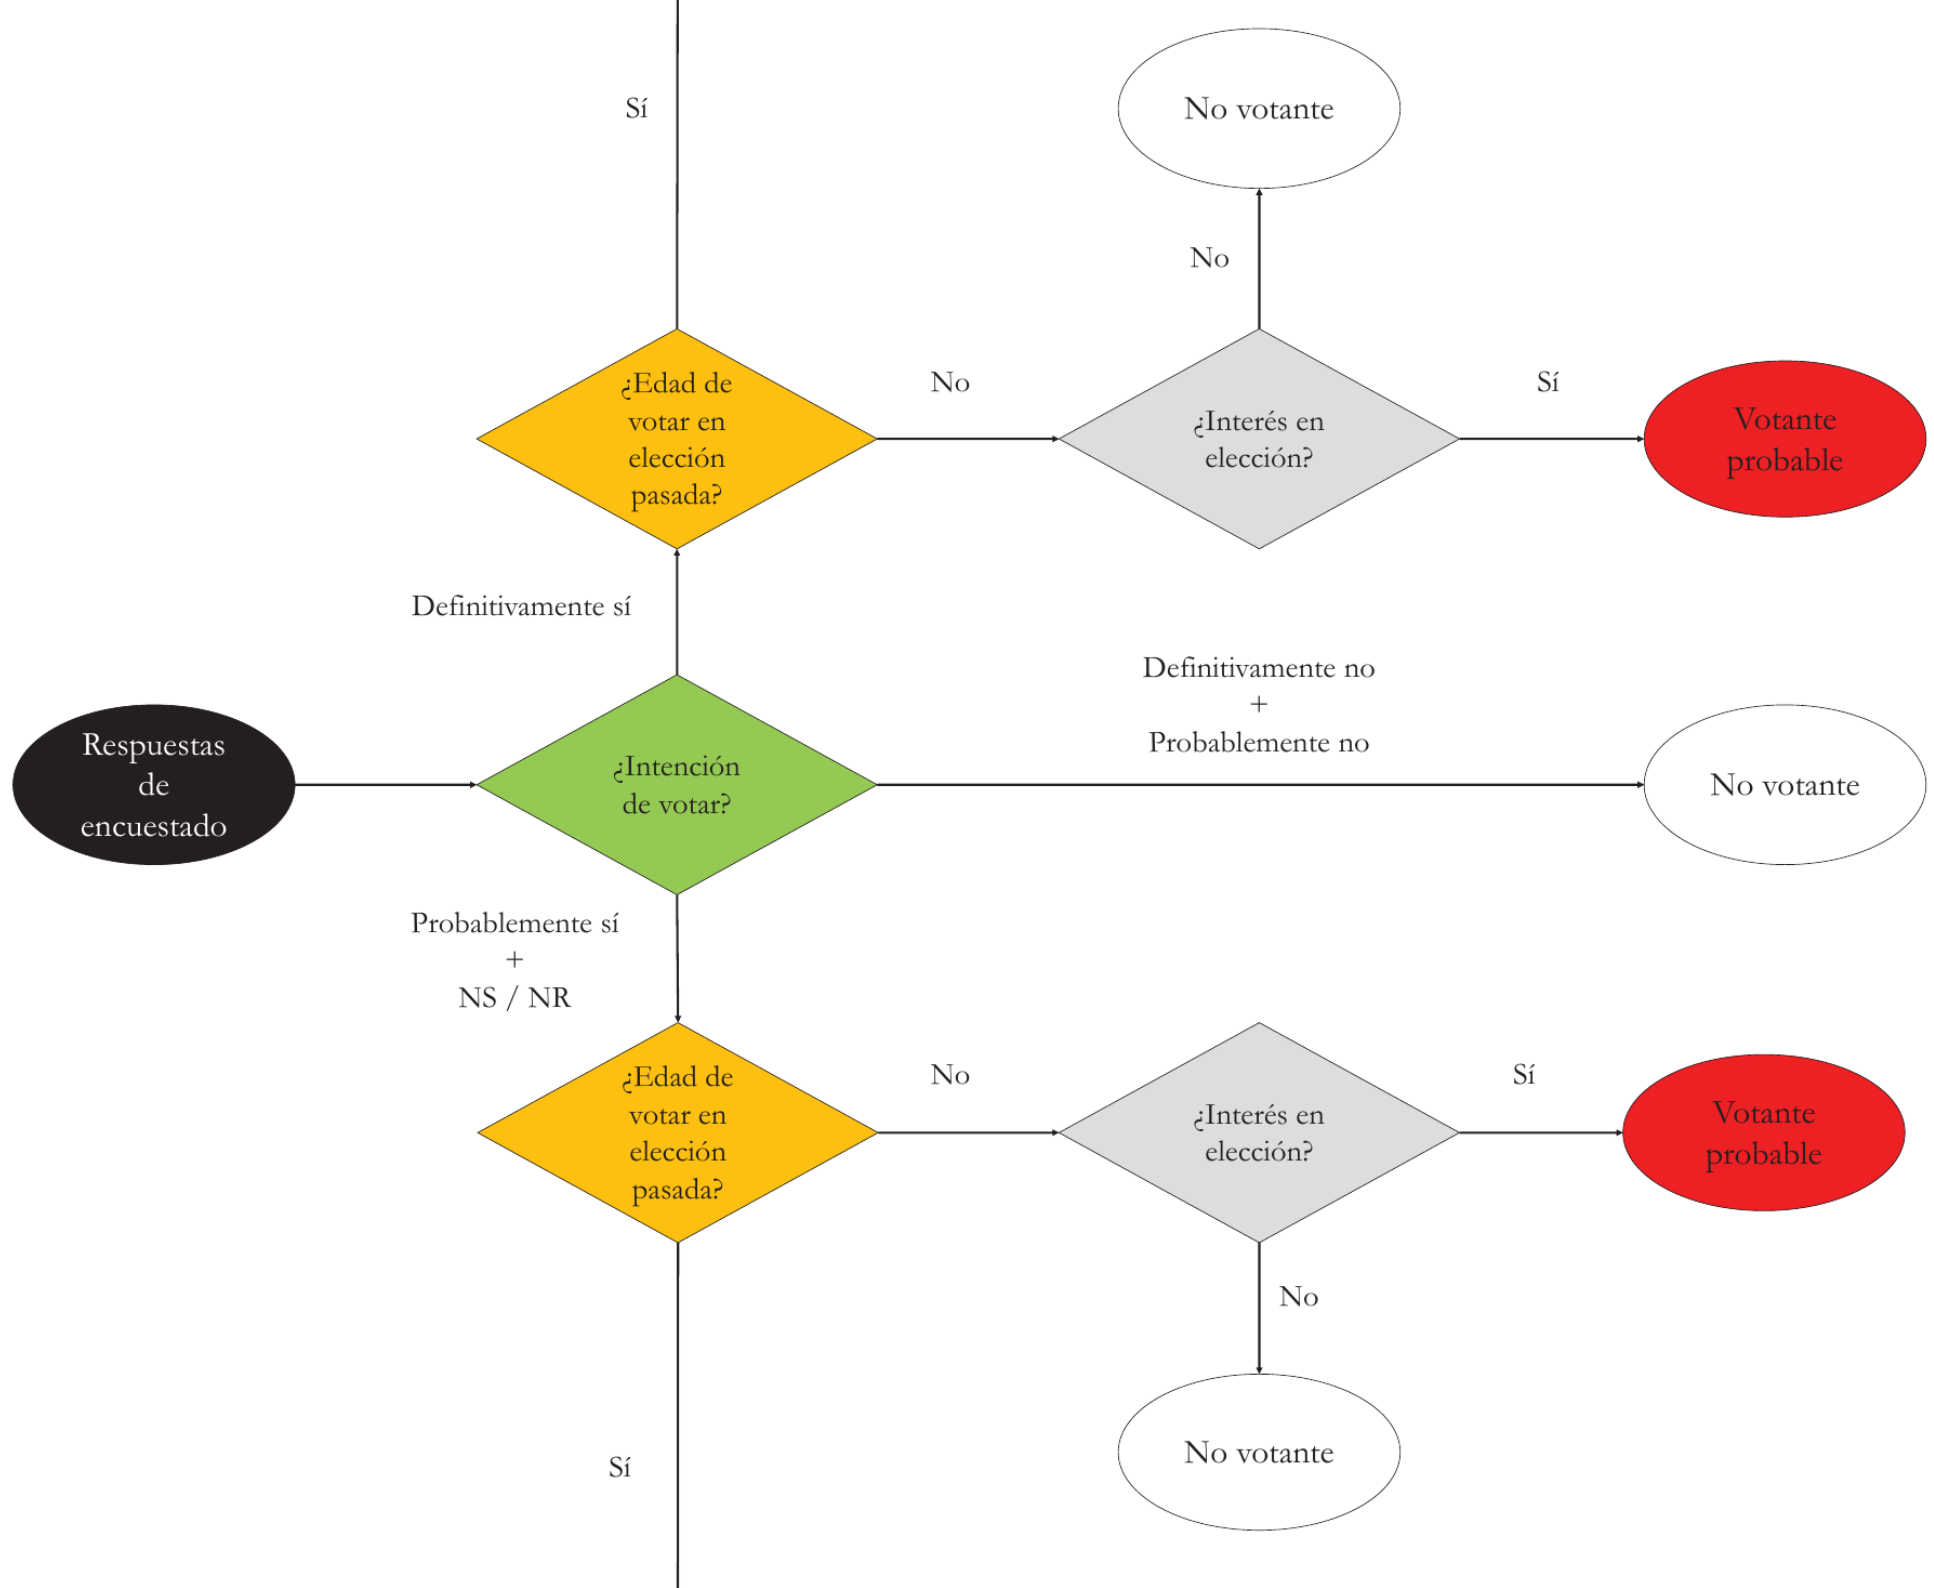 Sí
No votante
No
¿Edad de
votar en
elección
pasada?
No
¿Interés en
elección?
Sí
Votante
probable
Definitivamente sí
Definitivamente no
+
Probablemente no
Respuestas
de
encuestado
¿Intención
de votar?
No votante
Probablemente sí
+
NS / NR
¿Edad de
votar en
elección
pasada?
No
¿Interés en
elección?
Sí
Votante
probable
No
No votante
Sí